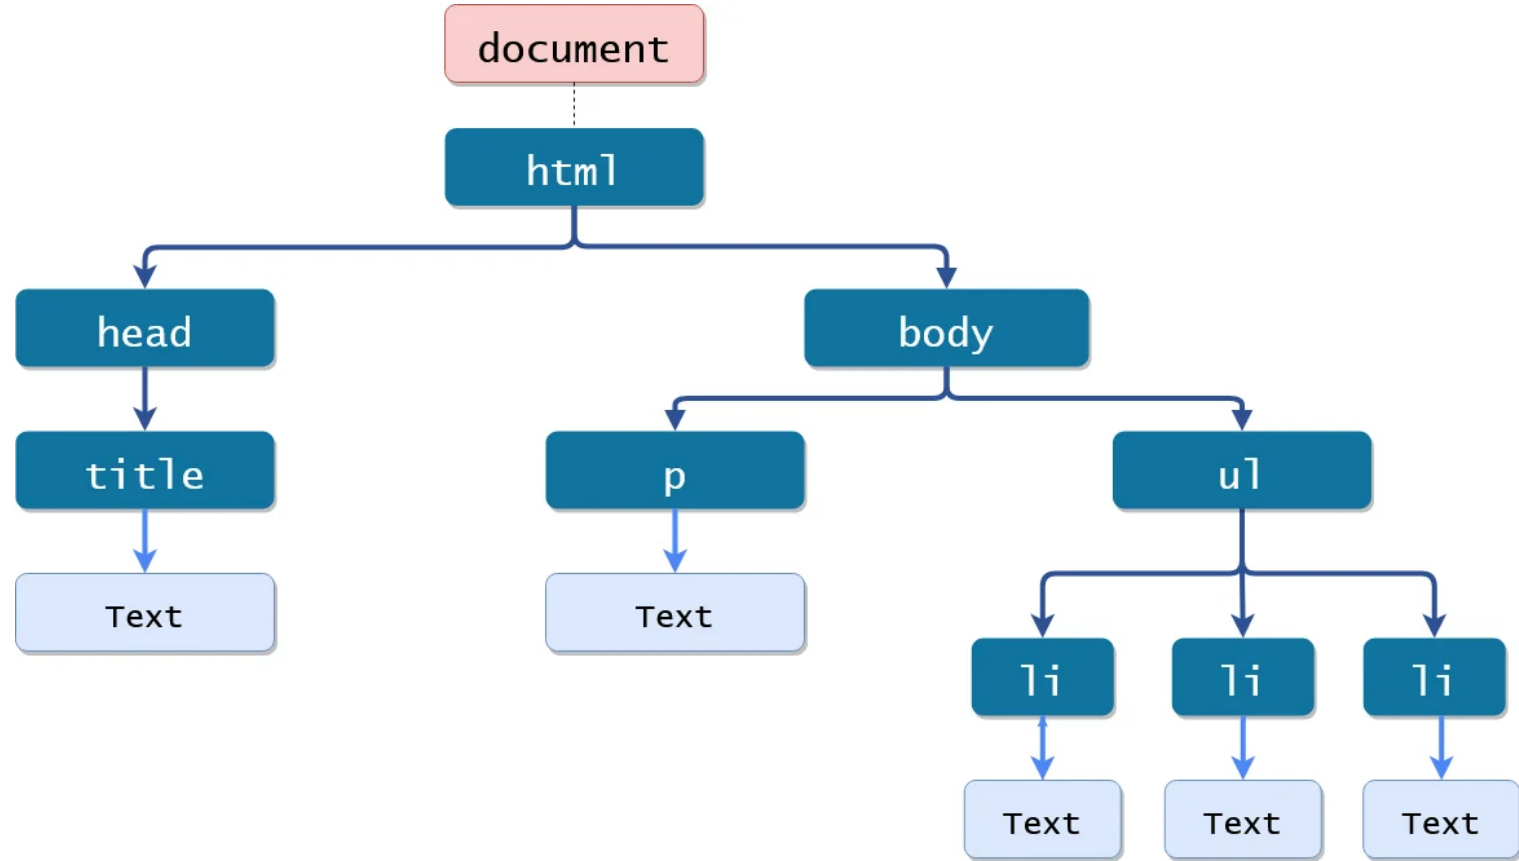 document
html
head
body
title
p
ul
Text
Text
li
li
li
Text
Text
Text